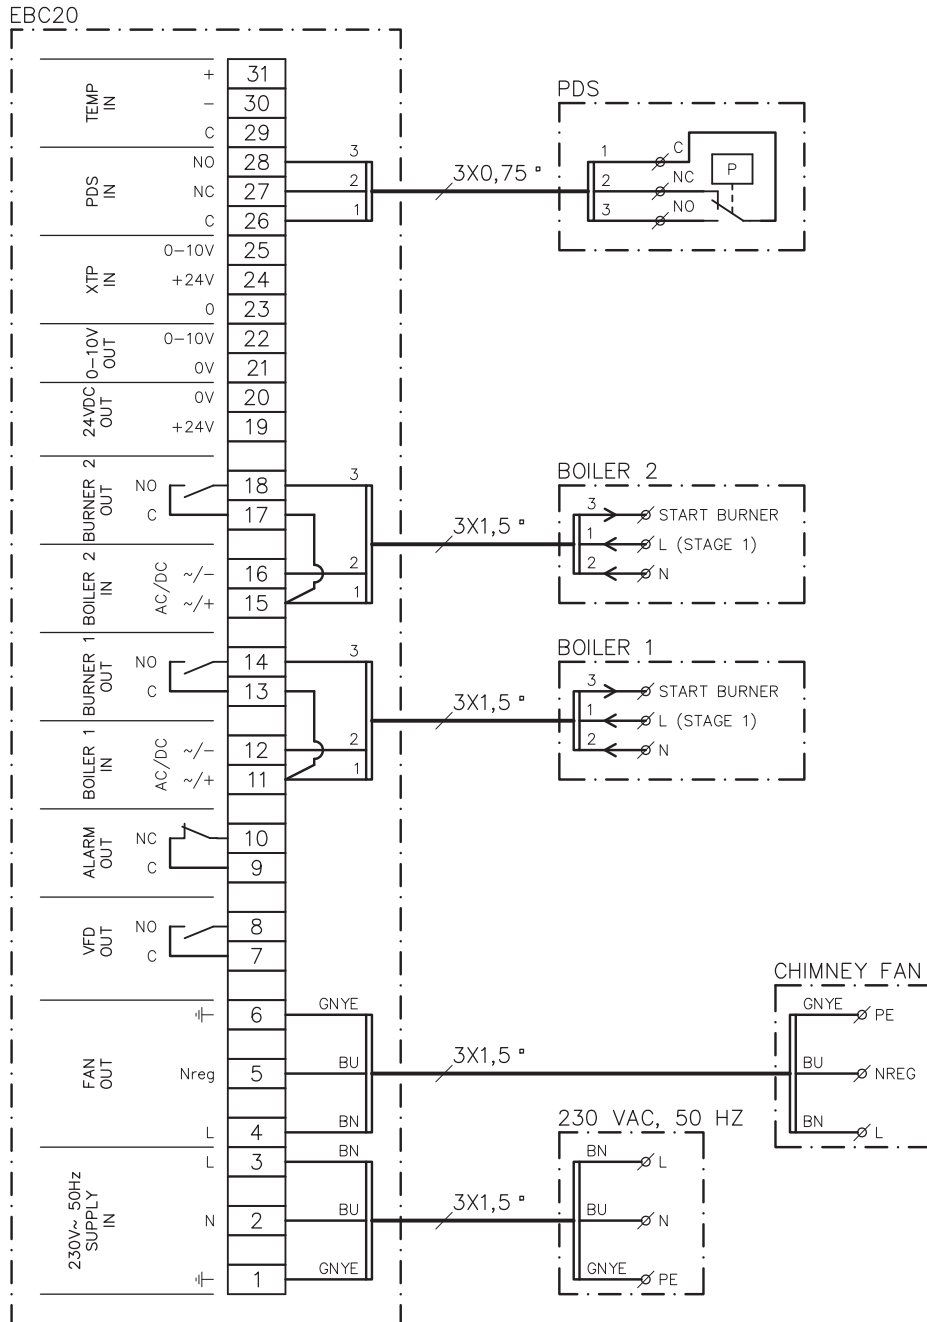 EBC20
TEMP IN
+ 31
- 30
C 29
PDS IN
NO 28 3
NC 27 2
C 26 1
3X0,75 ¤
PDS
1 C
2 NC
3 NO
P
XTP IN
0-10V 25
+24V 24
0 23
0-10V OUT
0-10V 22
0V 21
24VDC OUT
0V 20
+24V 19
BURNER 2 OUT
NO 18 3
C 17
BOILER 2 IN
AC/DC
~/- 16 2
~/+ 15 1
3X1,5 ¤
BOILER 2
3 START BURNER
1 L (STAGE 1)
2 N
BURNER 1 OUT
NO 14 3
C 13
BOILER 1 IN
AC/DC
~/- 12 2
~/+ 11 1
3X1,5 ¤
BOILER 1
3 START BURNER
1 L (STAGE 1)
2 N
ALARM OUT
NC 10
C 9
VFD OUT
NO 8
C 7
FAN OUT
6 GNYE
Nreg 5 BU
L 4 BN
3X1,5 ¤
CHIMNEY FAN
GNYE PE
BU NREG
BN L
230V~ 50Hz SUPPLY IN
L 3 BN
N 2 BU
1 GNYE
3X1,5 ¤
230 VAC, 50 HZ
BN L
BU N
GNYE PE